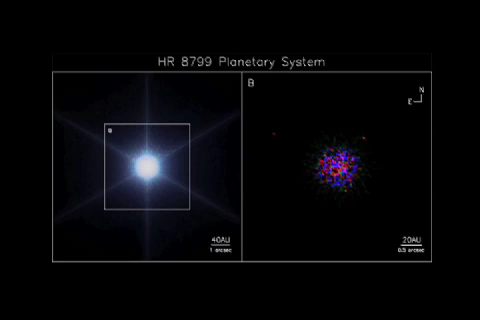 HR 8799 Planetary System
B
40AU
1 arcsec
B
N
E
20AU
0.5 arcsec